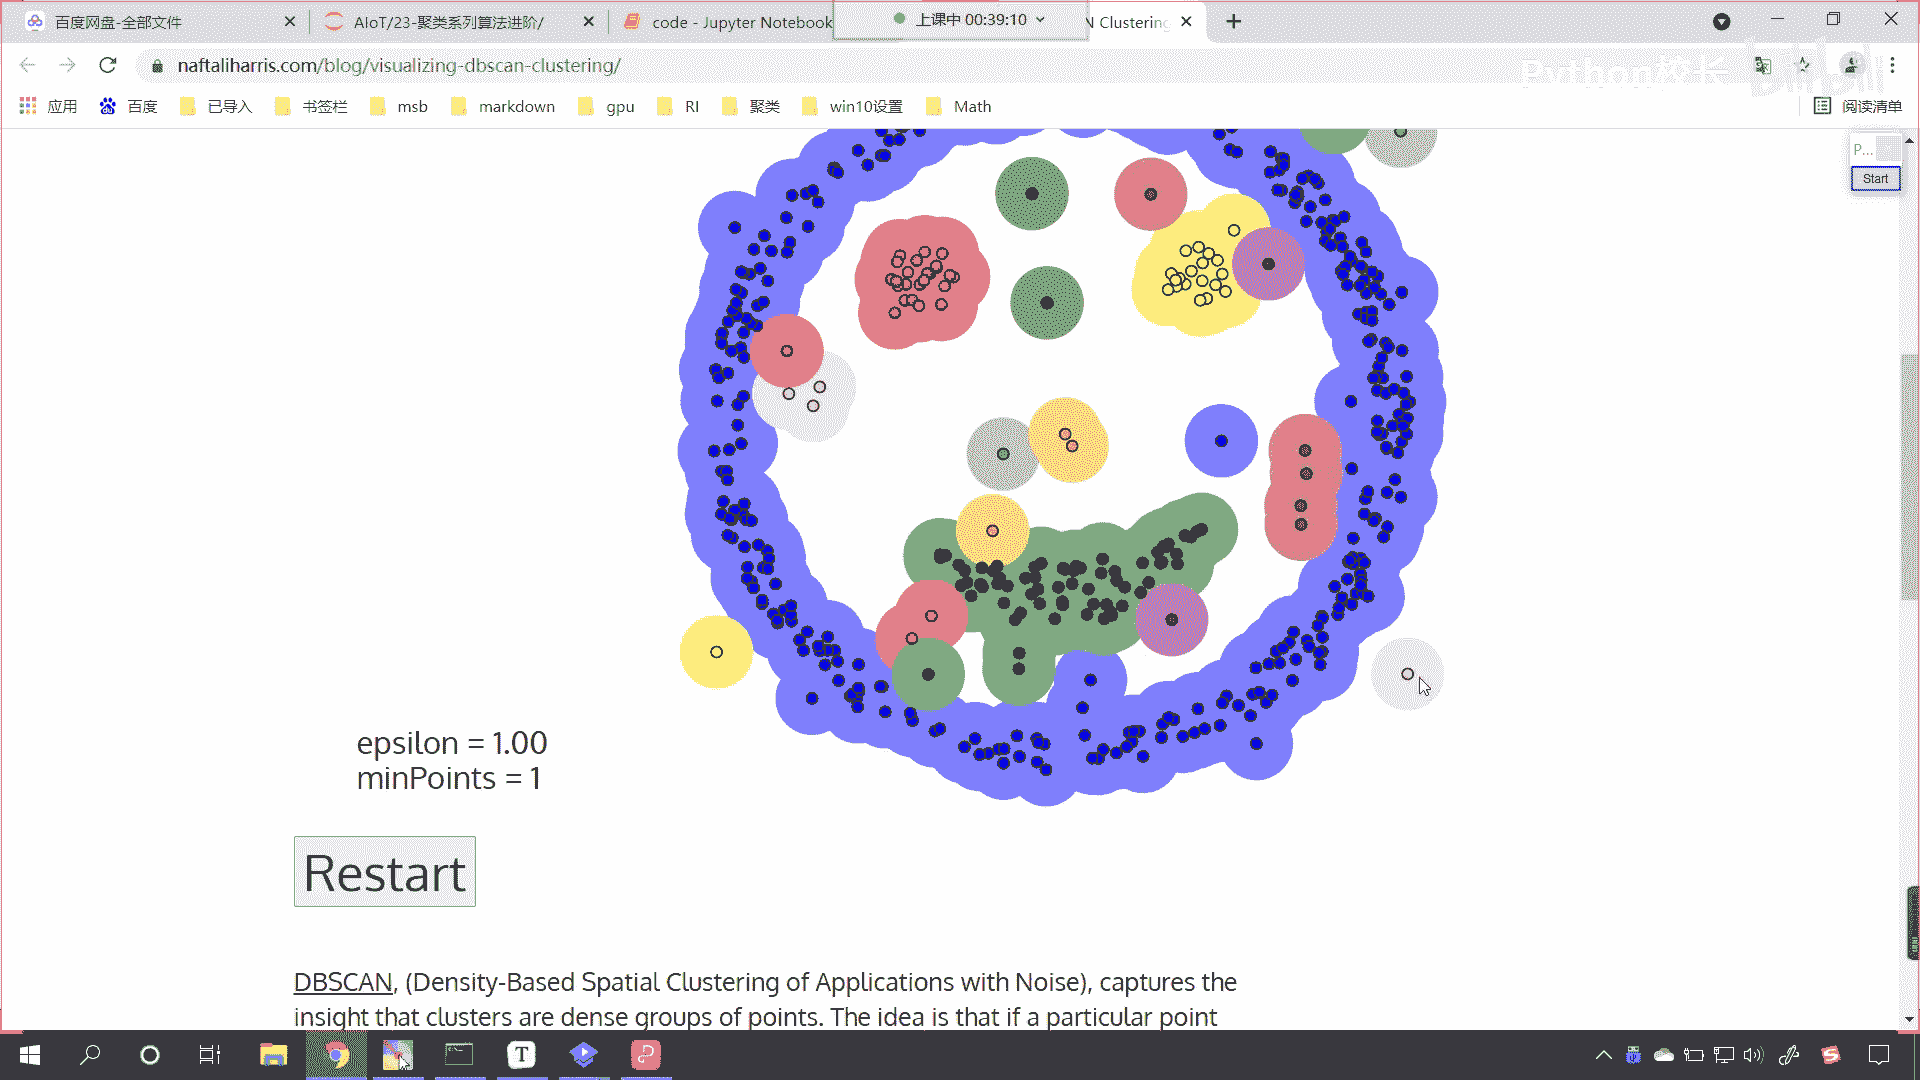 百度网盘-全部文件
AIoT/23-聚类系列算法进阶/
code - Jupyter Notebook
上课中 00:39:10
N Clustering
naftaliharris.com/blog/visualizing-dbscan-clustering/
Python校长
bilibili
应用
百度
已导入
书签栏
msb
markdown
gpu
RI
聚类
win10设置
Math
阅读清单
P...
Start
epsilon = 1.00
minPoints = 1
Restart
DBSCAN, (Density-Based Spatial Clustering of Applications with Noise), captures the
insight that clusters are dense groups of points. The idea is that if a particular point